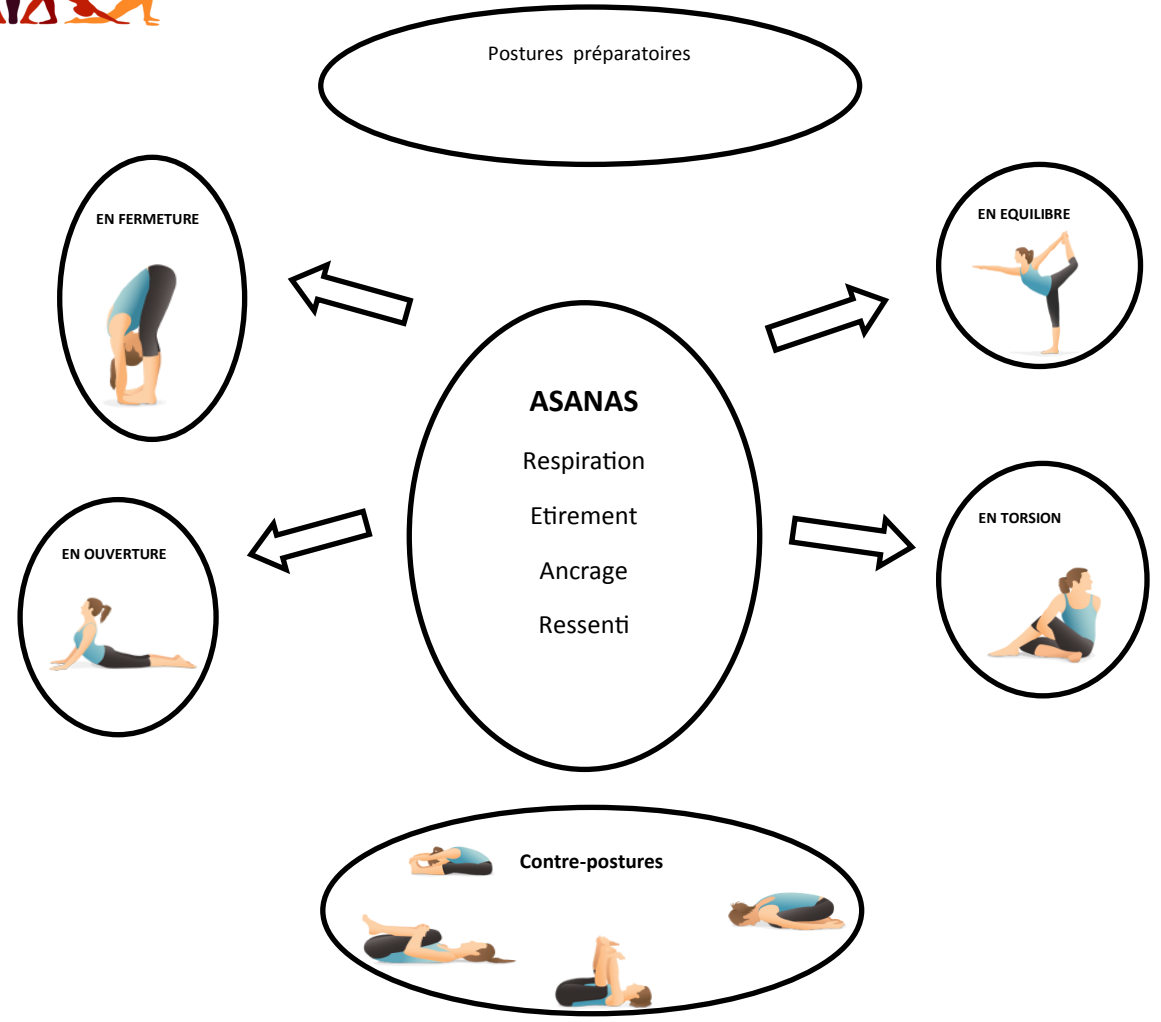 Postures préparatoires
EN FERMETURE
EN EQUILIBRE
ASANAS
Respiration
Etirement
Ancrage
Ressenti
EN OUVERTURE
EN TORSION
Contre-postures